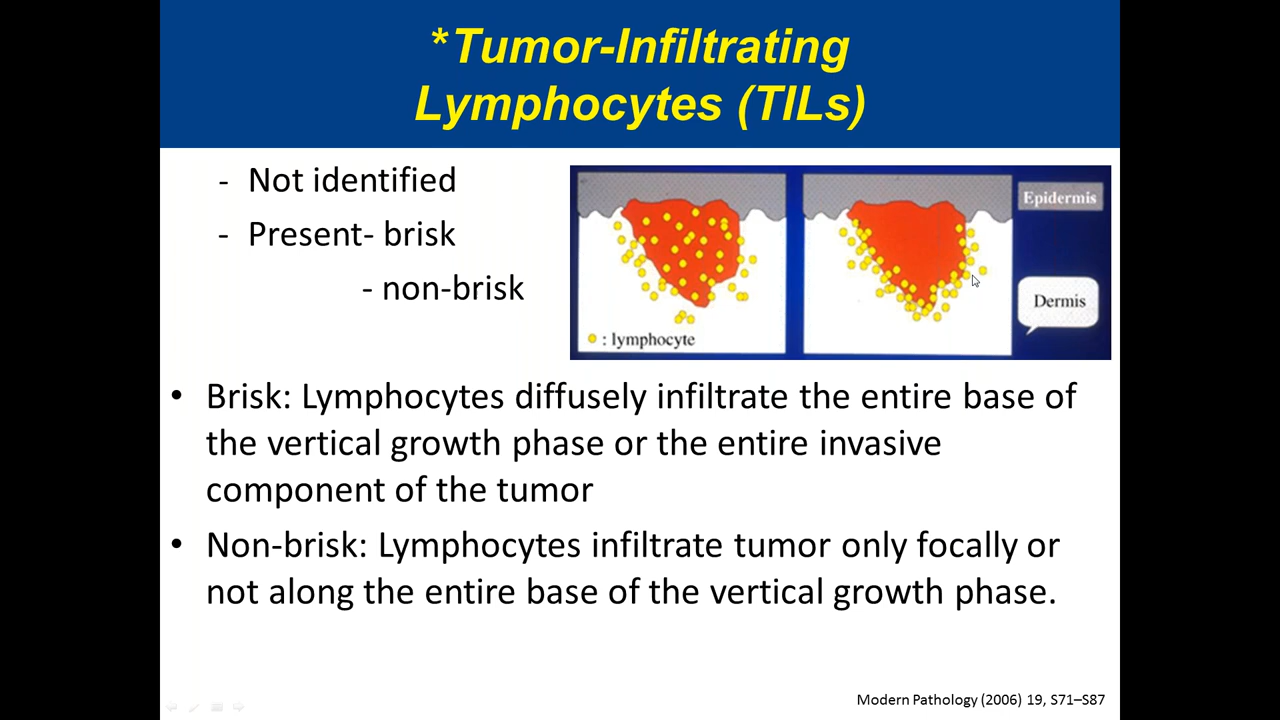 *Tumor-Infiltrating
Lymphocytes (TILs)
- Not identified
- Present- brisk
- non-brisk
Epidermis
Dermis
: lymphocyte
• Brisk: Lymphocytes diffusely infiltrate the entire base of
the vertical growth phase or the entire invasive
component of the tumor
• Non-brisk: Lymphocytes infiltrate tumor only focally or
not along the entire base of the vertical growth phase.
Modern Pathology (2006) 19, S71–S87